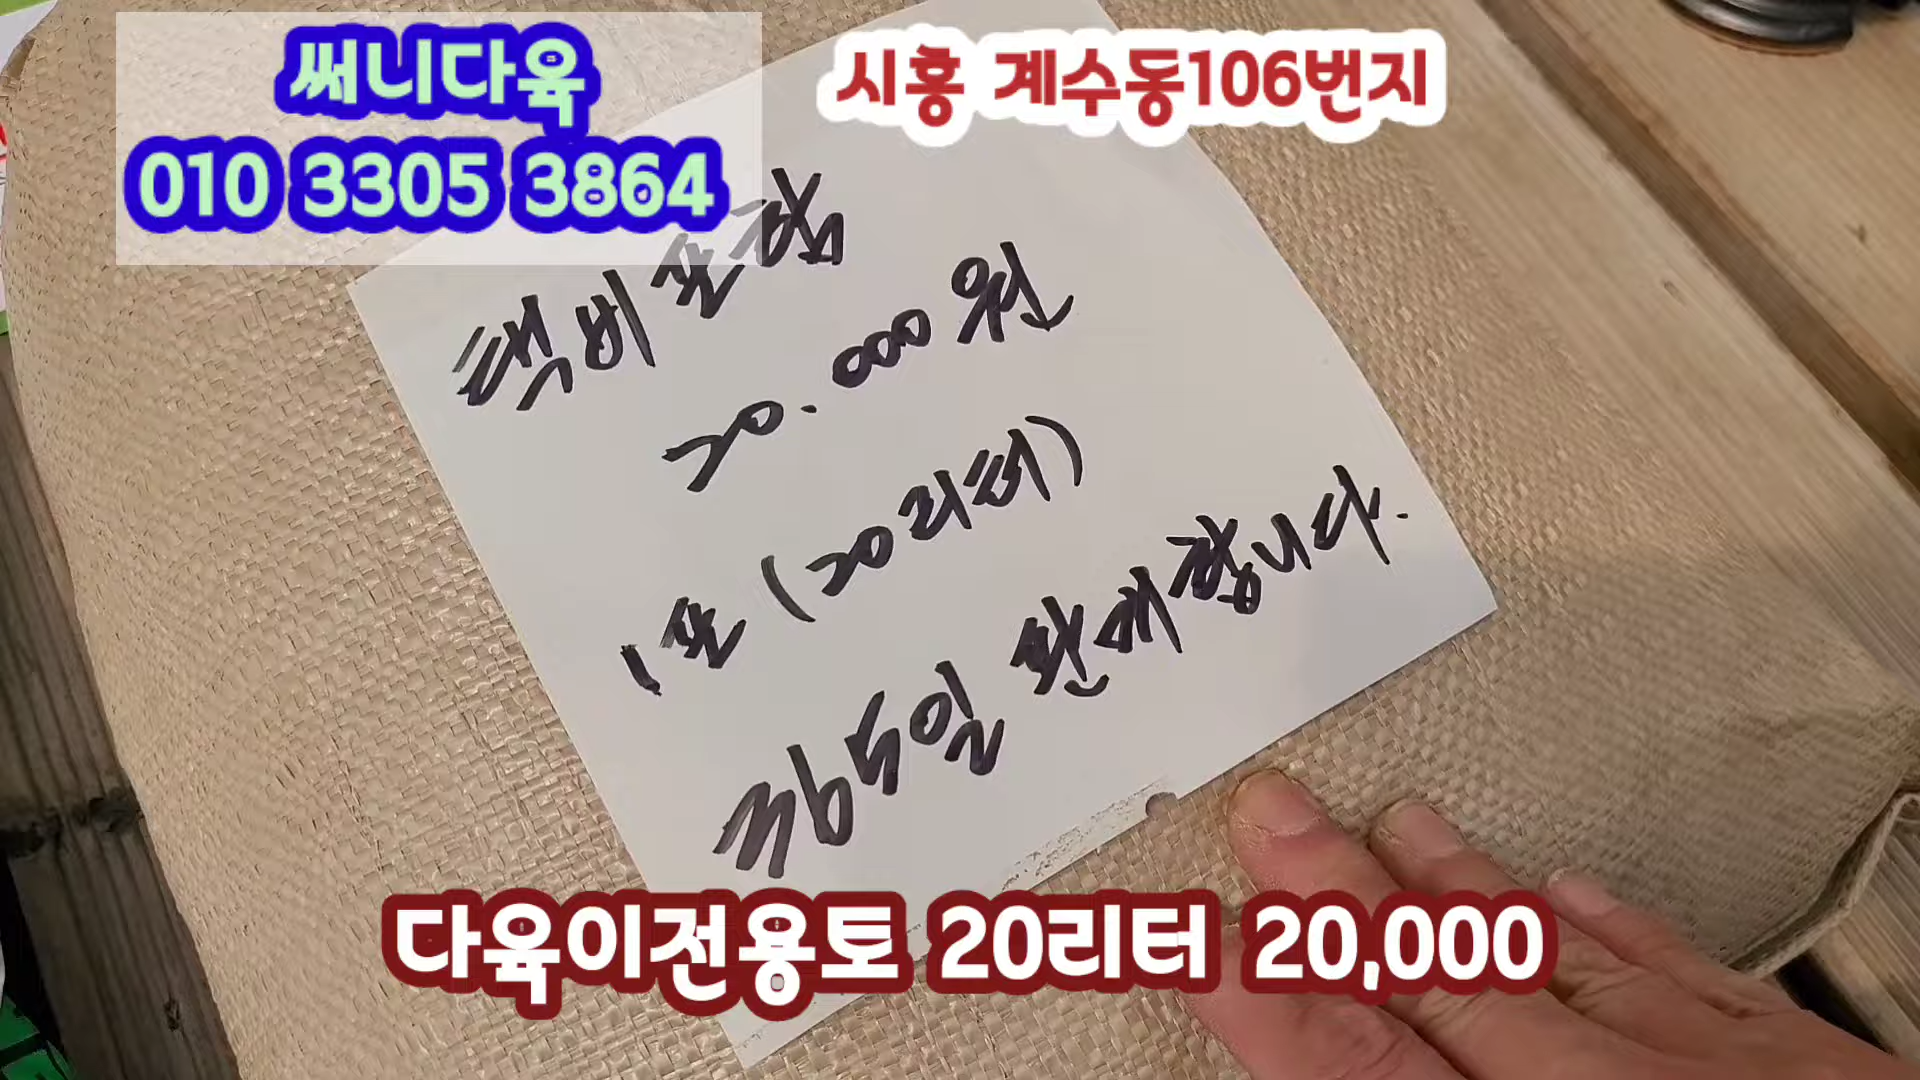 써니다육
010 3305 3864
시흥 계수동106번지
택비포함
20.000원
1포 (20리터)
365일 판매합니다.
다육이전용토 20리터 20,000